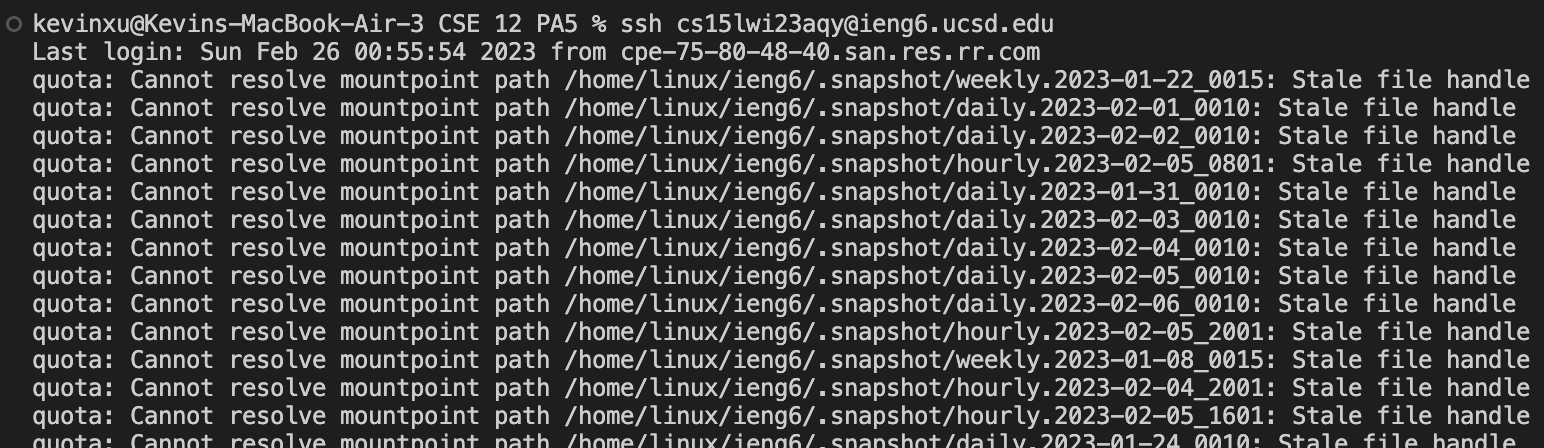 kevinxu@Kevins-MacBook-Air-3 CSE 12 PA5 % ssh cs15lwi23aqy@ieng6.ucsd.edu
Last login: Sun Feb 26 00:55:54 2023 from cpe-75-80-48-40.san.res.rr.com
quota: Cannot resolve mountpoint path /home/linux/ieng6/.snapshot/weekly.2023-01-22_0015: Stale file handle
quota: Cannot resolve mountpoint path /home/linux/ieng6/.snapshot/daily.2023-02-01_0010: Stale file handle
quota: Cannot resolve mountpoint path /home/linux/ieng6/.snapshot/daily.2023-02-02_0010: Stale file handle
quota: Cannot resolve mountpoint path /home/linux/ieng6/.snapshot/hourly.2023-02-05_0801: Stale file handle
quota: Cannot resolve mountpoint path /home/linux/ieng6/.snapshot/daily.2023-01-31_0010: Stale file handle
quota: Cannot resolve mountpoint path /home/linux/ieng6/.snapshot/daily.2023-02-03_0010: Stale file handle
quota: Cannot resolve mountpoint path /home/linux/ieng6/.snapshot/daily.2023-02-04_0010: Stale file handle
quota: Cannot resolve mountpoint path /home/linux/ieng6/.snapshot/daily.2023-02-05_0010: Stale file handle
quota: Cannot resolve mountpoint path /home/linux/ieng6/.snapshot/daily.2023-02-06_0010: Stale file handle
quota: Cannot resolve mountpoint path /home/linux/ieng6/.snapshot/hourly.2023-02-05_2001: Stale file handle
quota: Cannot resolve mountpoint path /home/linux/ieng6/.snapshot/weekly.2023-01-08_0015: Stale file handle
quota: Cannot resolve mountpoint path /home/linux/ieng6/.snapshot/hourly.2023-02-04_2001: Stale file handle
quota: Cannot resolve mountpoint path /home/linux/ieng6/.snapshot/hourly.2023-02-05_1601: Stale file handle
quota: Cannot resolve mountpoint path /home/linux/ieng6/.snapshot/daily.2023-01-24_0010: Stale file handle